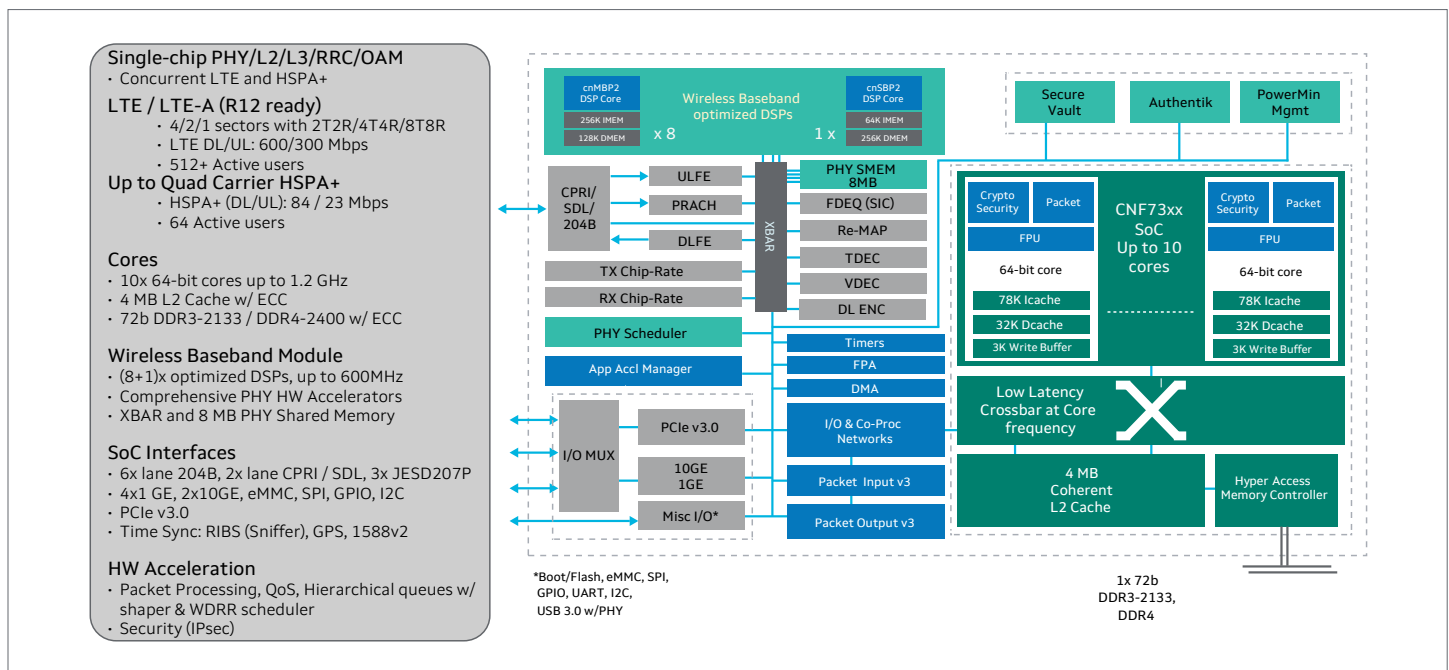 Single-chip PHY/L2/L3/RRC/OAM
· Concurrent LTE and HSPA+
LTE / LTE-A (R12 ready)
· 4/2/1 sectors with 2T2R/4T4R/8T8R
· LTE DL/UL: 600/300 Mbps
· 512+ Active users
Up to Quad Carrier HSPA+
· HSPA+ (DL/UL): 84 / 23 Mbps
· 64 Active users
Cores
· 10x 64-bit cores up to 1.2 GHz
· 4 MB L2 Cache w/ ECC
· 72b DDR3-2133 / DDR4-2400 w/ ECC
Wireless Baseband Module
· (8+1)x optimized DSPs, up to 600MHz
· Comprehensive PHY HW Accelerators
· XBAR and 8 MB PHY Shared Memory
SoC Interfaces
· 6x lane 204B, 2x lane CPRI / SDL, 3x JESD207P
· 4x1 GE, 2x10GE, eMMC, SPI, GPIO, I2C
· PCIe v3.0
· Time Sync: RIBS (Sniffer), GPS, 1588v2
HW Acceleration
· Packet Processing, QoS, Hierarchical queues w/
shaper & WDRR scheduler
· Security (IPsec)
cnMBP2
DSP Core
256K IMEM
128K DMEM
x 8
Wireless Baseband
optimized DSPs
1 x
cnSBP2
DSP Core
64K IMEM
256K DMEM
CPRI/
SDL/
204B
ULFE
PRACH
DLFE
TX Chip-Rate
RX Chip-Rate
PHY Scheduler
App Accl Manager
XBAR
PHY SMEM
8MB
FDEQ (SIC)
Re-MAP
TDEC
VDEC
DL ENC
Timers
FPA
DMA
I/O & Co-Proc
Networks
Packet Input v3
Packet Output v3
I/O MUX
PCIe v3.0
10GE
1GE
Misc I/O*
*Boot/Flash, eMMC, SPI,
GPIO, UART, I2C,
USB 3.0 w/PHY
Secure
Vault
Authentik
PowerMin
Mgmt
Crypto
Security
Packet
FPU
64-bit core
78K Icache
32K Dcache
3K Write Buffer
CNF73xx
SoC
Up to 10
cores
Crypto
Security
Packet
FPU
64-bit core
78K Icache
32K Dcache
3K Write Buffer
Low Latency
Crossbar at Core
frequency
4 MB
Coherent
L2 Cache
Hyper Access
Memory Controller
1x 72b
DDR3-2133,
DDR4